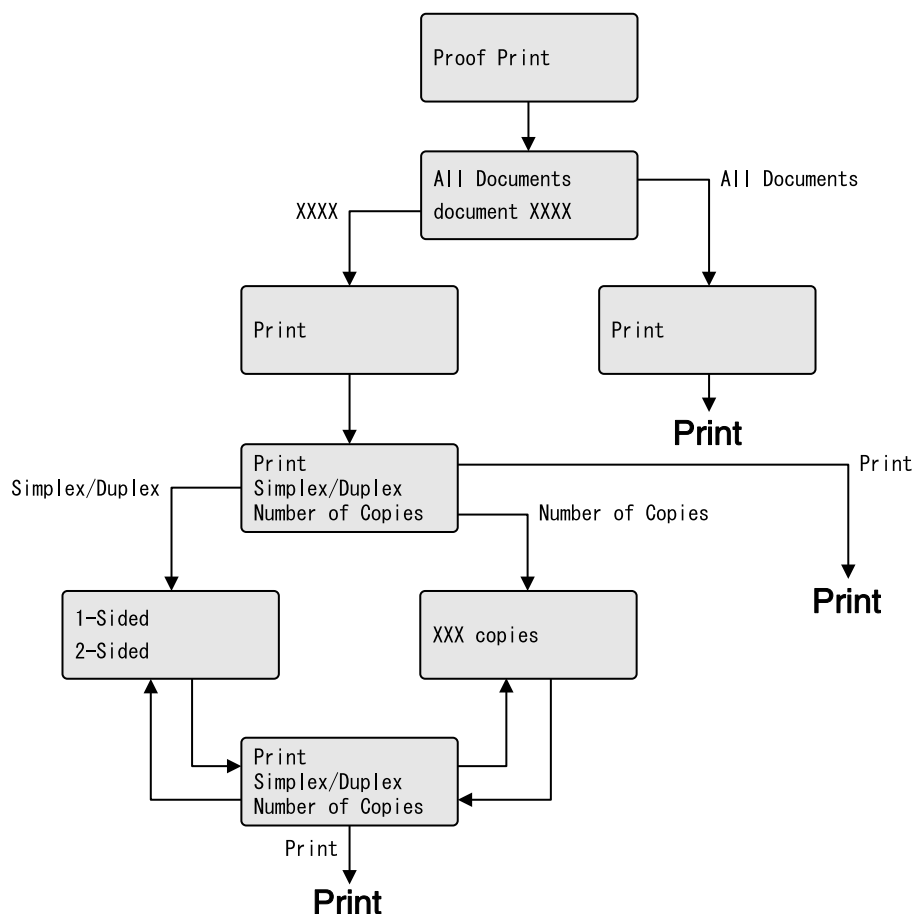 Proof Print
All Documents
document XXXX
All Documents
XXXX
Print
Print
Print
Print
Simplex/Duplex
Number of Copies
Print
Simplex/Duplex
Number of Copies
Print
1-Sided
2-Sided
XXX copies
Print
Simplex/Duplex
Number of Copies
Print
Print